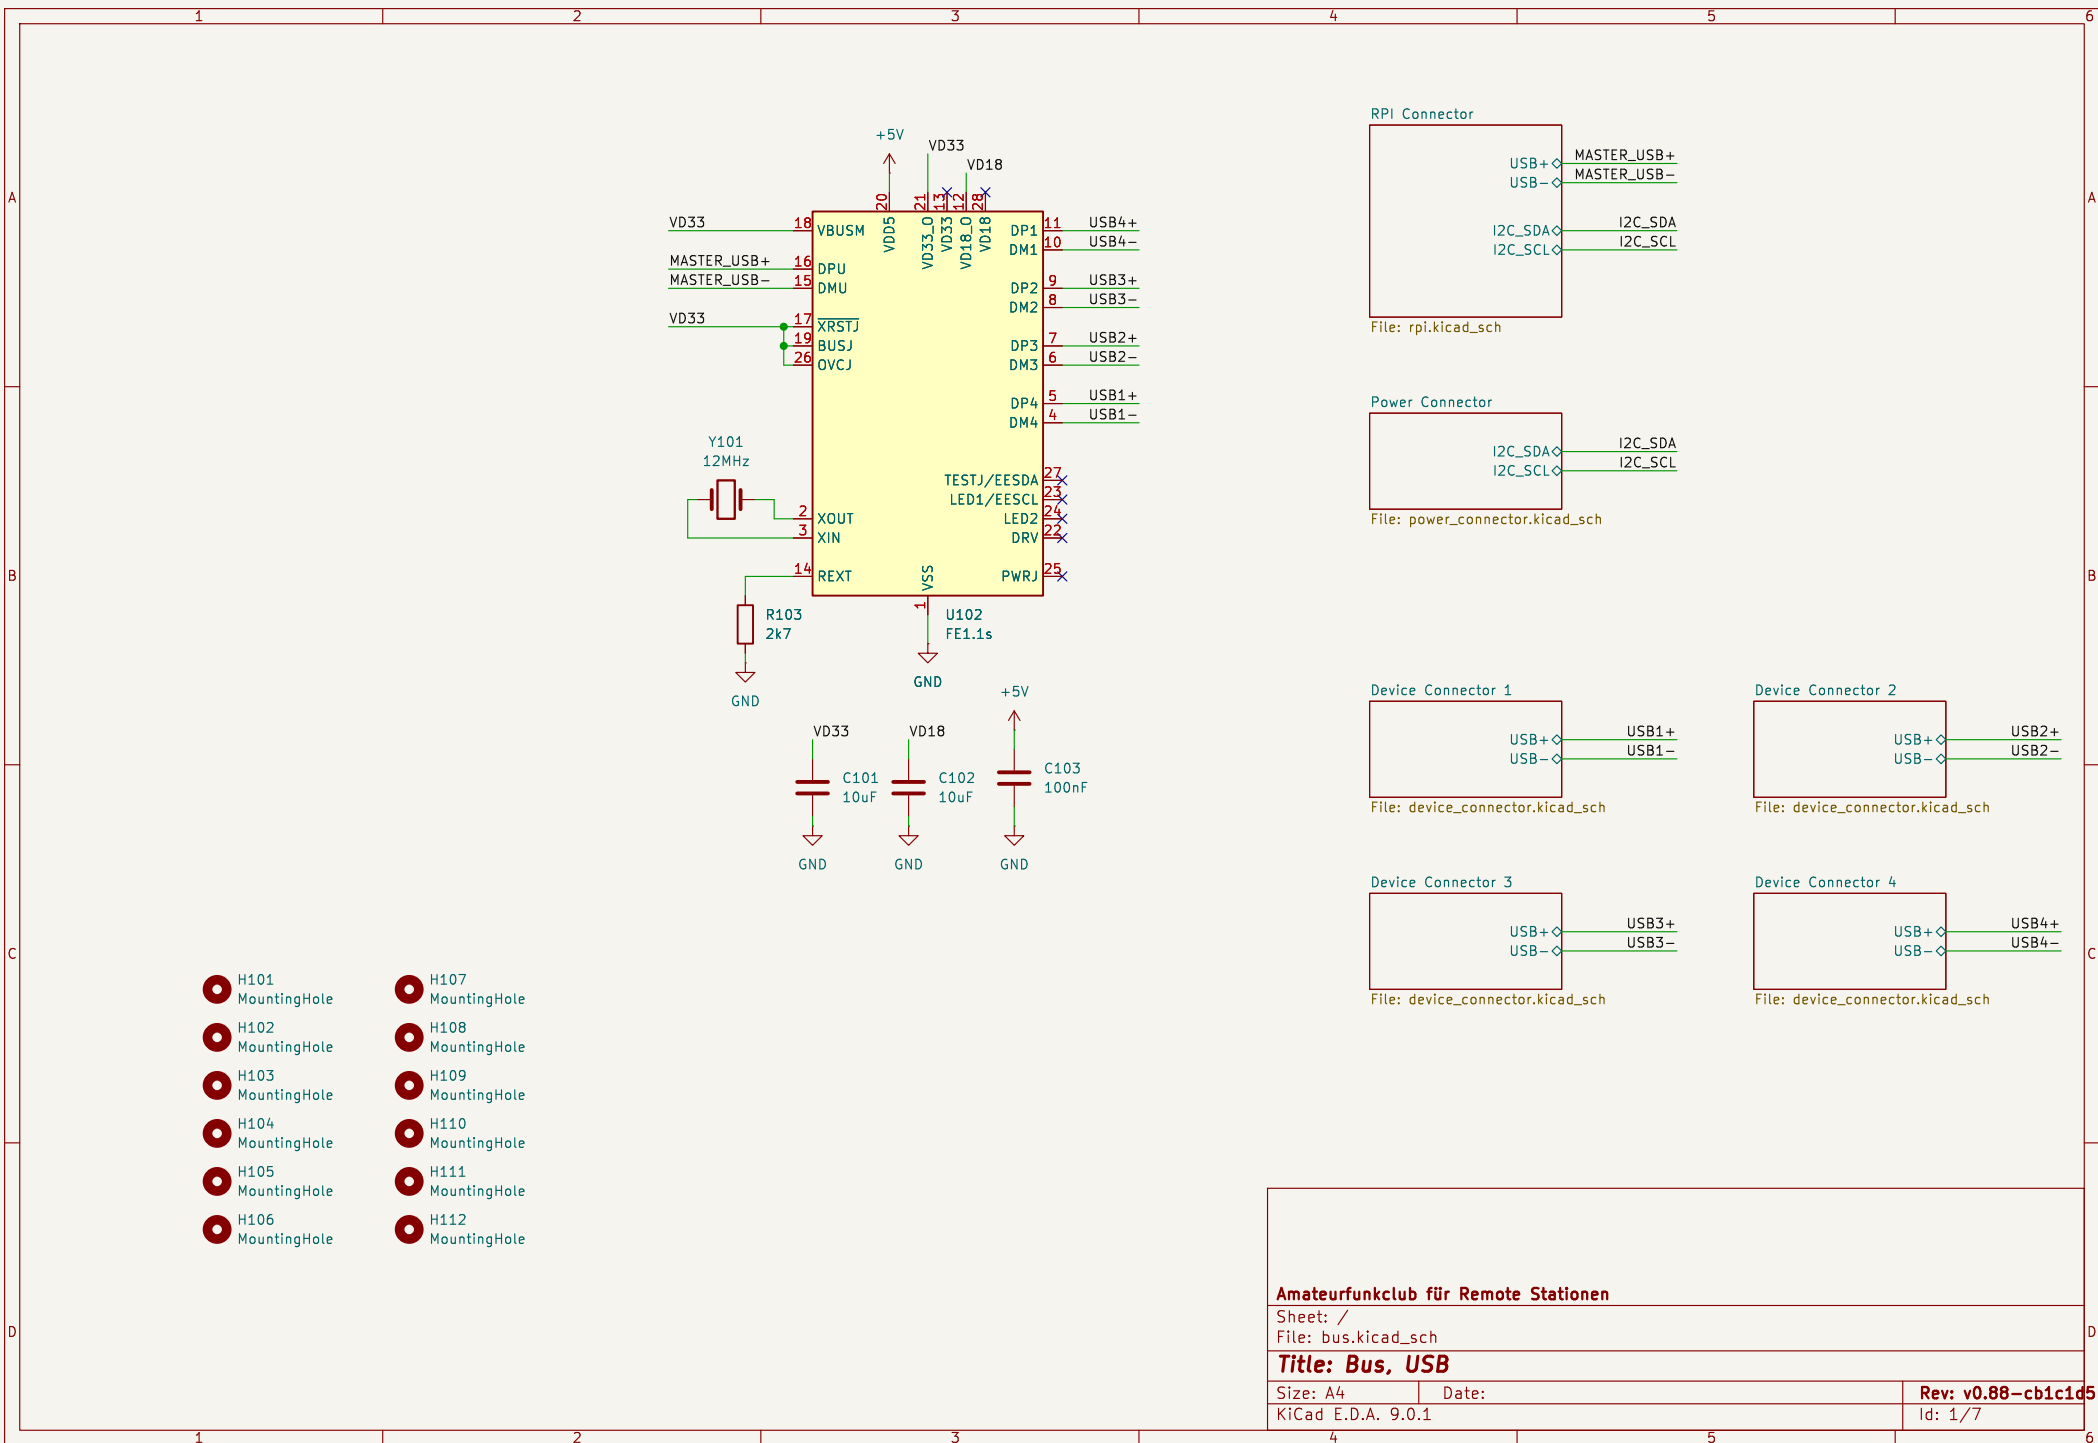 1 2 3 4 5 6
A
B
C
D
+5V
VD33
VD18
20
21
13
12
28
VDD5
VD33_O
VD33
VD18_O
VD18
VD33
18 VBUSM
MASTER_USB+
16 DPU
MASTER_USB-
15 DMU
VD33
17 XRSTJ
19 BUSJ
26 OVCJ
Y101
12MHz
2 XOUT
3 XIN
14 REXT
R103
2k7
GND
DP1 11 USB4+
DM1 10 USB4-
DP2 9 USB3+
DM2 8 USB3-
DP3 7 USB2+
DM3 6 USB2-
DP4 5 USB1+
DM4 4 USB1-
TESTJ/EESDA 27
LED1/EESCL 23
LED2 24
DRV 22
PWRJ 25
VSS
1
U102
FE1.1s
GND
VD33
C101
10uF
GND
VD18
C102
10uF
GND
+5V
C103
100nF
GND
RPI Connector
USB+ MASTER_USB+
USB- MASTER_USB-
I2C_SDA I2C_SDA
I2C_SCL I2C_SCL
File: rpi.kicad_sch
Power Connector
I2C_SDA I2C_SDA
I2C_SCL I2C_SCL
File: power_connector.kicad_sch
Device Connector 1
USB+ USB1+
USB- USB1-
File: device_connector.kicad_sch
Device Connector 2
USB+ USB2+
USB- USB2-
File: device_connector.kicad_sch
Device Connector 3
USB+ USB3+
USB- USB3-
File: device_connector.kicad_sch
Device Connector 4
USB+ USB4+
USB- USB4-
File: device_connector.kicad_sch
H101
MountingHole
H102
MountingHole
H103
MountingHole
H104
MountingHole
H105
MountingHole
H106
MountingHole
H107
MountingHole
H108
MountingHole
H109
MountingHole
H110
MountingHole
H111
MountingHole
H112
MountingHole
Amateurfunkclub für Remote Stationen
Sheet: /
File: bus.kicad_sch
Title: Bus, USB
Size: A4 Date: Rev: v0.88-cb1c1d5
KiCad E.D.A. 9.0.1 Id: 1/7
A
B
C
D
1 2 3 4 5 6